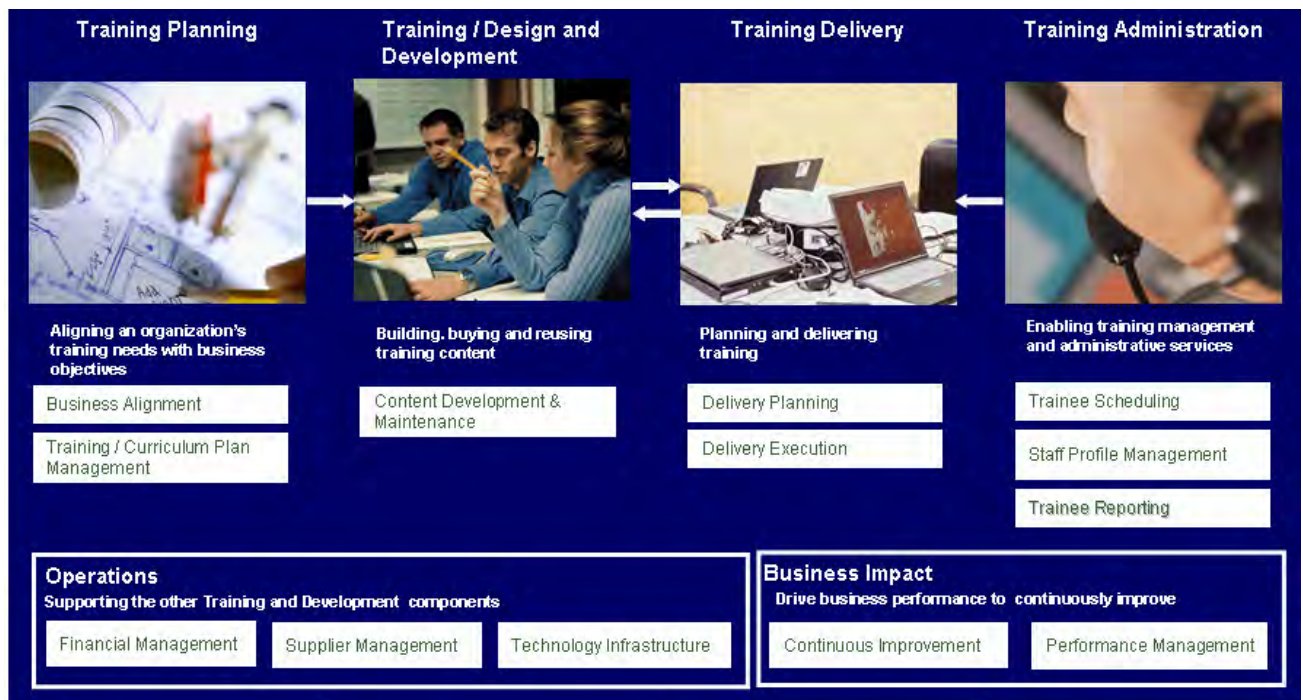 Training Planning
Training / Design and
Development
Training Delivery
Training Administration
Aligning an organization's
training needs with business
objectives
Business Alignment
Training / Curriculum Plan
Management
Building. buying and reusing
training content
Content Development &
Maintenance
Planning and delivering
training
Delivery Planning
Delivery Execution
Enabling training management
and administrative services
Trainee Scheduling
Staff Profile Management
Trainee Reporting
Operations
Supporting the other Training and Development components
Financial Management
Supplier Management
Technology Infrastructure
Business Impact
Drive business performance to continuously improve
Continuous Improvement
Performance Management